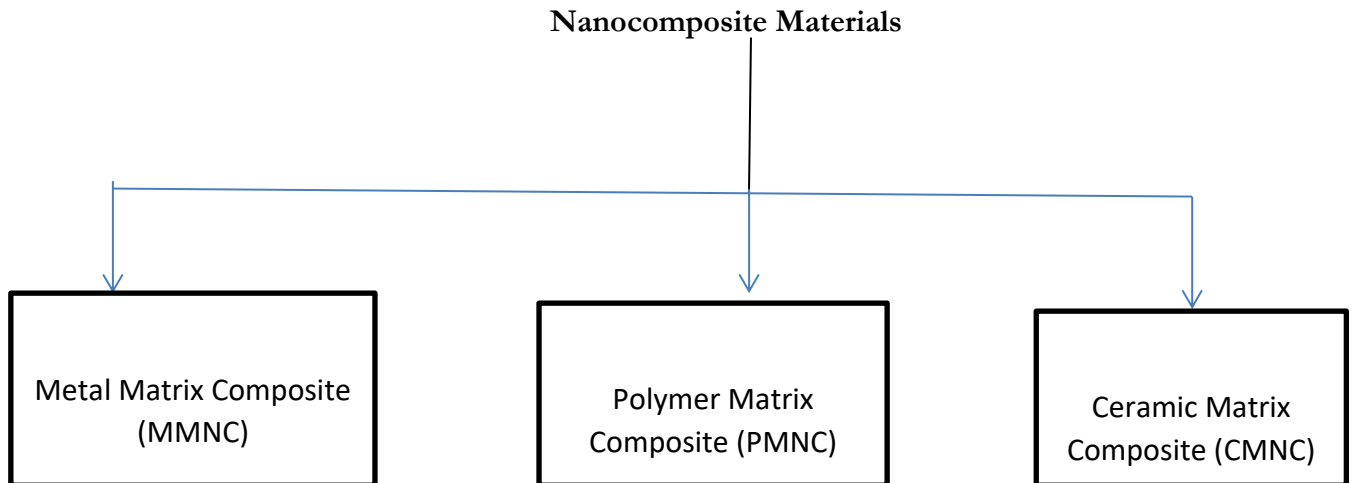 Nanocomposite Materials
Metal Matrix Composite
(MMNC)
Polymer Matrix
Composite (PMNC)
Ceramic Matrix
Composite (CMNC)